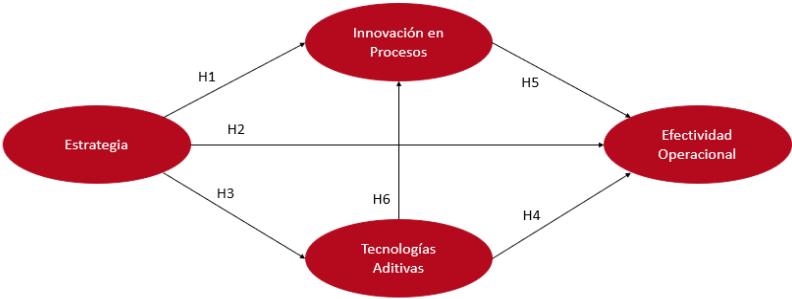 Innovación en
Procesos
H1
H5
H2
Estrategia
Efectividad
Operacional
H3
H6
H4
Tecnologías
Aditivas